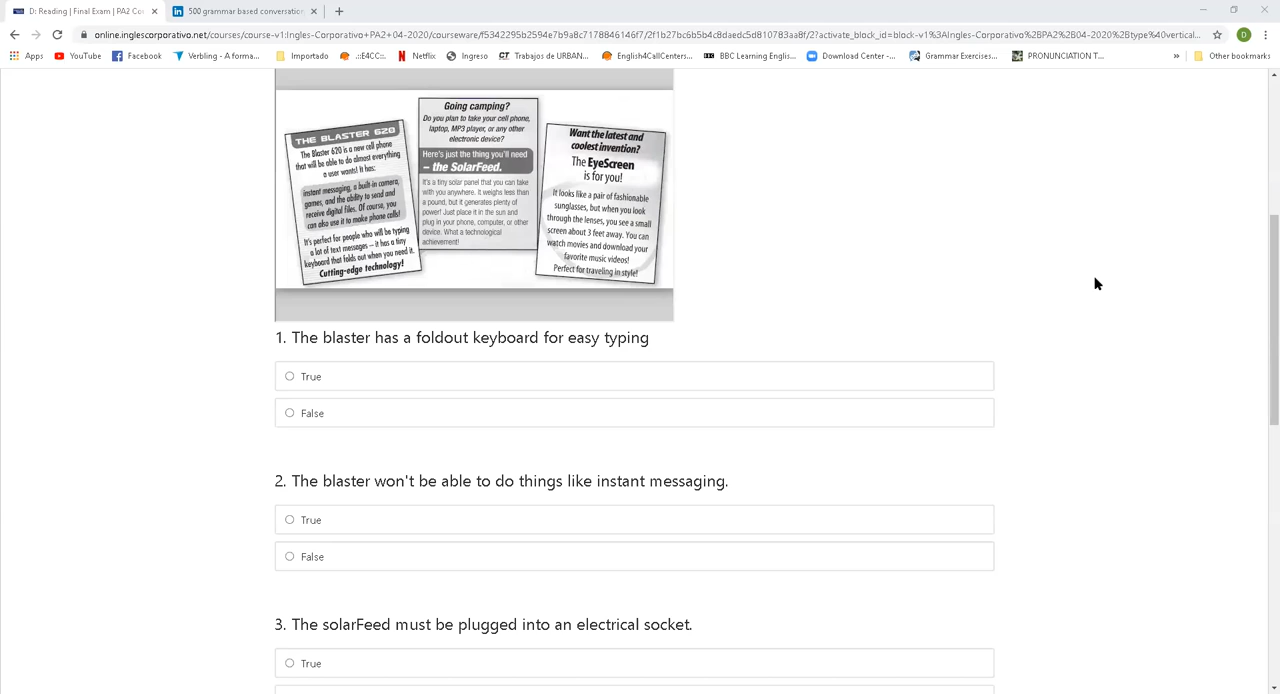 D: Reading | Final Exam | PA2 Co
500 grammar based conversation
online.inglescorporativo.net/courses/course-v1:Ingles-Corporativo+PA2+04-2020/courseware/f5342295b2594e7b9a8c7178846146f7/2f1b27bc6b5b4c8daedc5d810783aa8f/2?activate_block_id=block-v1%3AIngles-Corporativo%2BPA2%2B04-2020%2Btype%40vertical...
D
Apps YouTube Facebook Verbling - A forma... Importado .::E4CC::. Netflix Ingreso CT Trabajos de URBAN... English4CallCenters... BBC Learning Englis... Download Center -... Grammar Exercises... PRONUNCIATION T... » Other bookmarks
THE BLASTER 620
The Blaster 620 is a new cell phone
that will be able to do almost everything
a user wants! It has:
instant messaging, a built-in camera,
games, and the ability to send and
receive digital files. Of course, you
can also use it to make phone calls!
It's perfect for people who will be typing
a lot of text messages – it has a tiny
keyboard that folds out when you need it.
Cutting-edge technology!
Going camping?
Do you plan to take your cell phone,
laptop, MP3 player, or any other
electronic device?
Here's just the thing you'll need
– the SolarFeed.
It's a tiny solar panel that you can take
with you anywhere. It weighs less than
a pound, but it generates plenty of
power! Just place it in the sun and
plug in your phone, computer, or other
device. What a technological
achievement!
Want the latest and
coolest invention?
The EyeScreen
is for you!
It looks like a pair of fashionable
sunglasses, but when you look
through the lenses, you see a small
screen about 3 feet away. You can
watch movies and download your
favorite music videos!
Perfect for traveling in style!
1. The blaster has a foldout keyboard for easy typing
True
False
2. The blaster won't be able to do things like instant messaging.
True
False
3. The solarFeed must be plugged into an electrical socket.
True